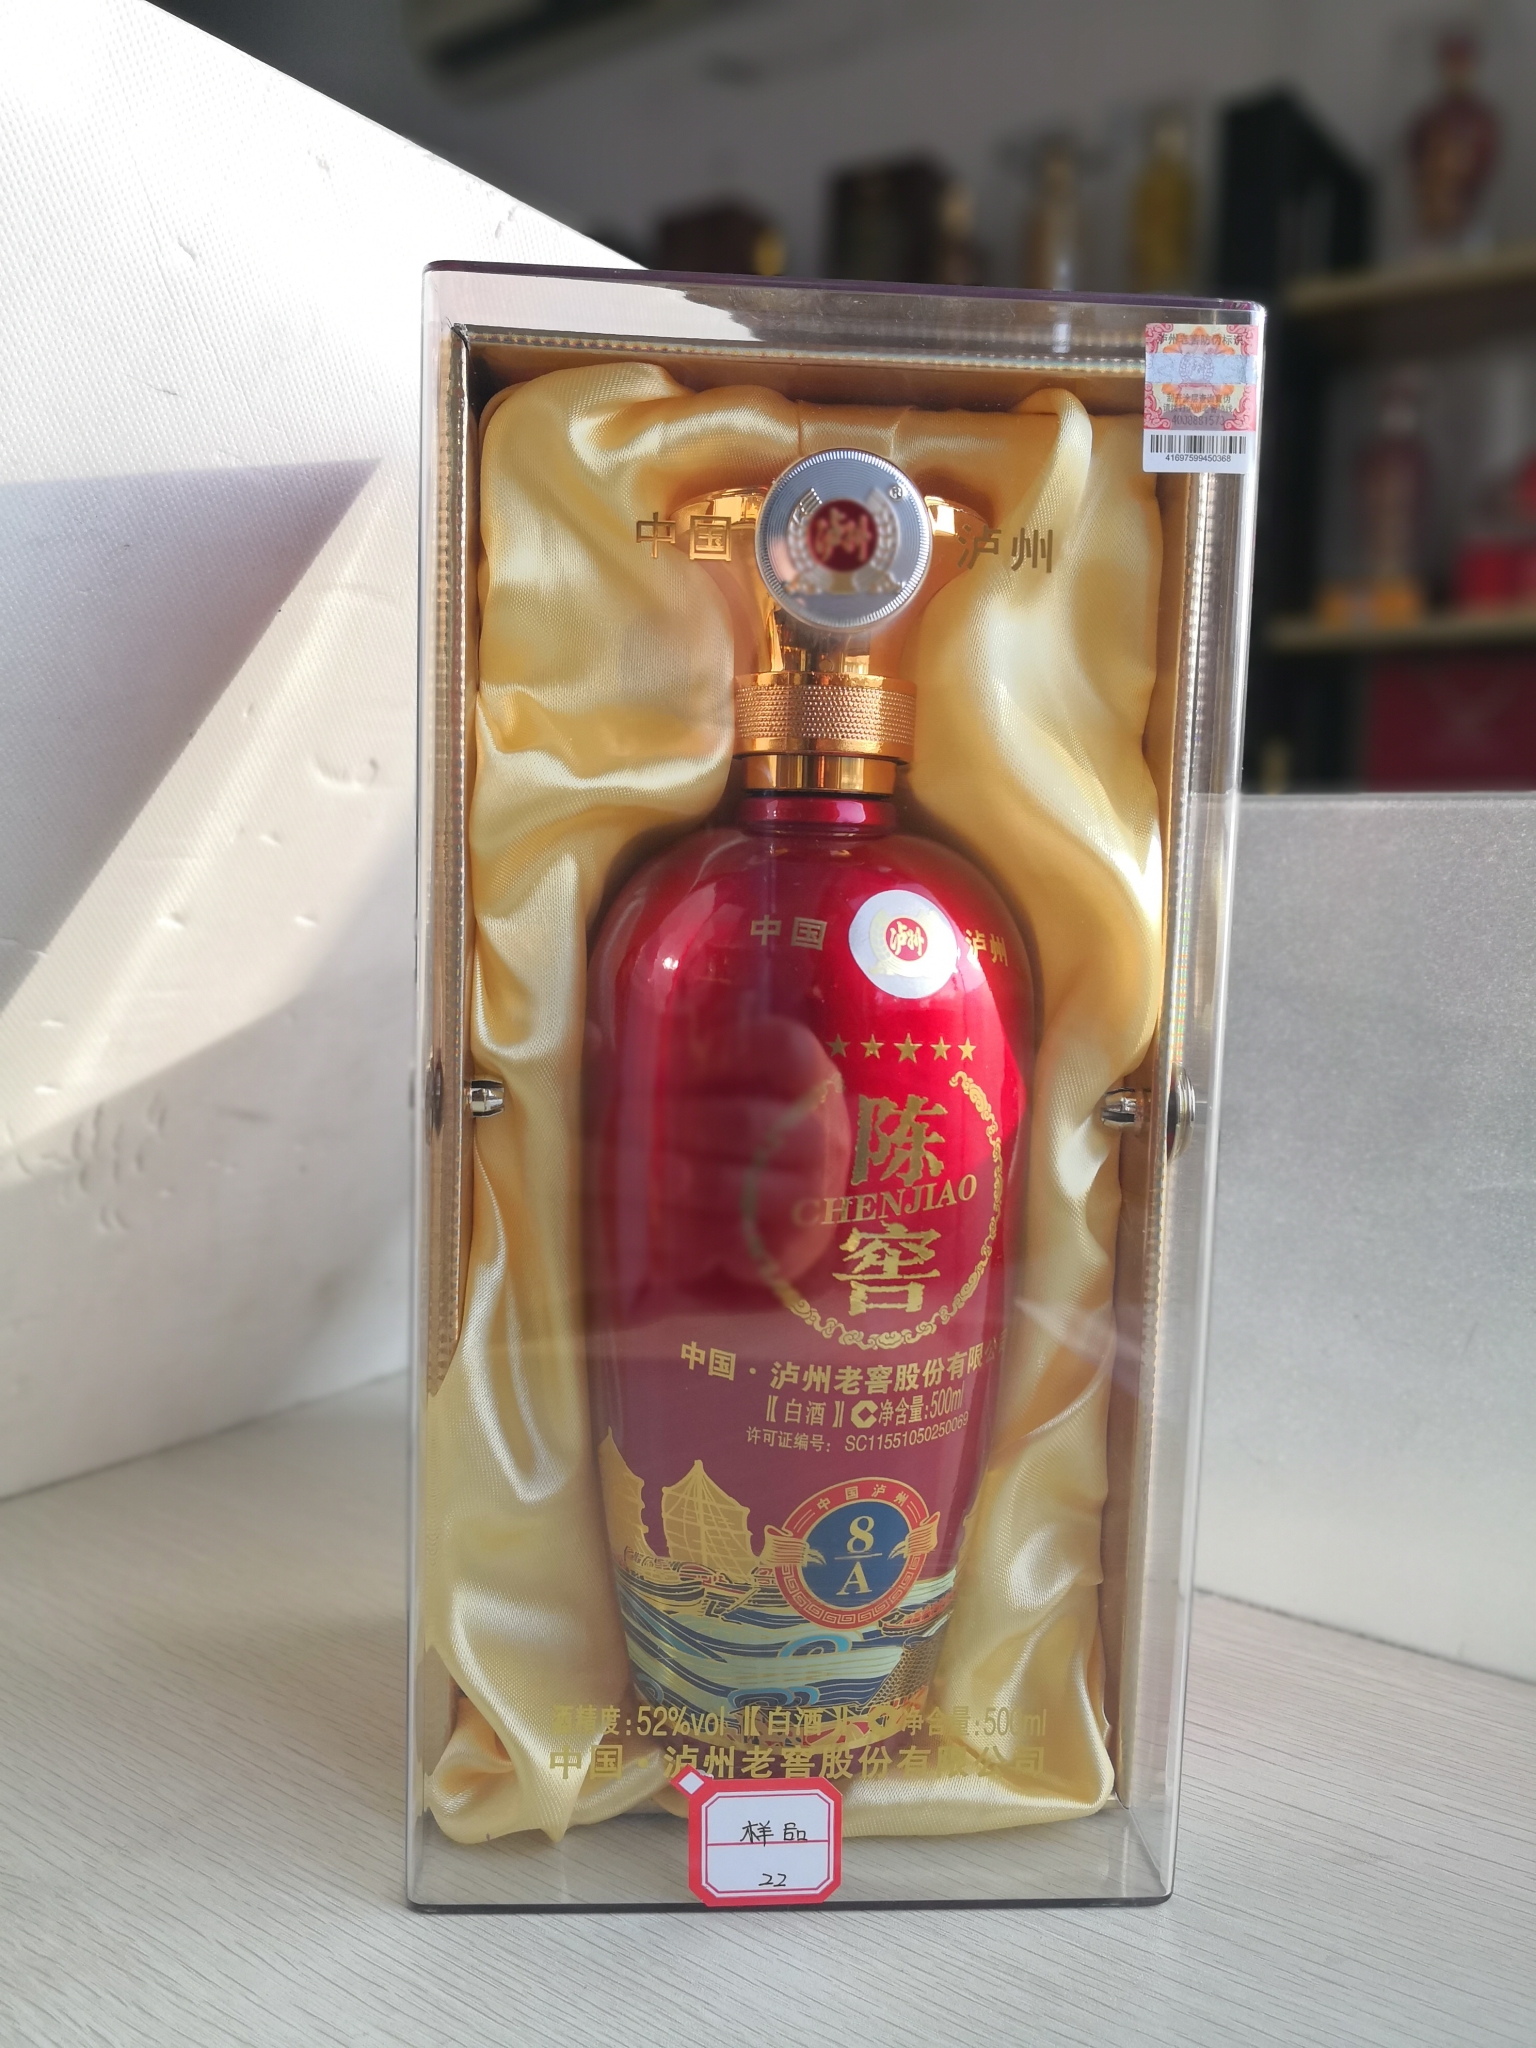 41697599450368
中国 泸州 ® 泸州
中国 泸州 泸州
★★★★★
陈
CHENJIAO
窖
中国·泸州老窖股份有限公
【白酒】净含量:500ml
许可证编号: SC11551050250069
中国泸州
8
A
酒精度:52%vol【白酒】净含量:500ml
中国·泸州老窖股份有限公司
样品
22